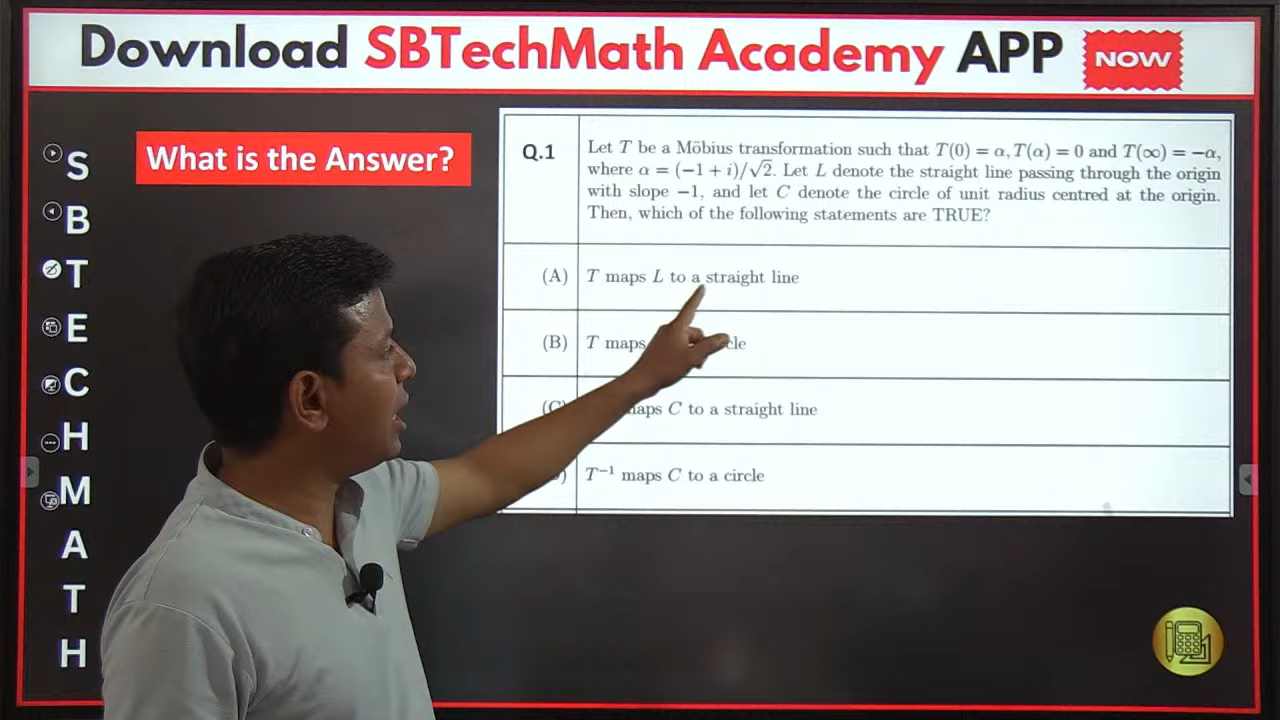 Download SBTechMath Academy APP NOW
S
B
T
E
C
H
M
A
T
H
What is the Answer?
Q.1
Let T be a Möbius transformation such that T(0) = α, T(α) = 0 and T(∞) = −α,
where α = (−1 + i)/√2. Let L denote the straight line passing through the origin
with slope −1, and let C denote the circle of unit radius centred at the origin.
Then, which of the following statements are TRUE?
(A) T maps L to a straight line
(B) T maps
(C) maps C to a straight line
T⁻¹ maps C to a circle